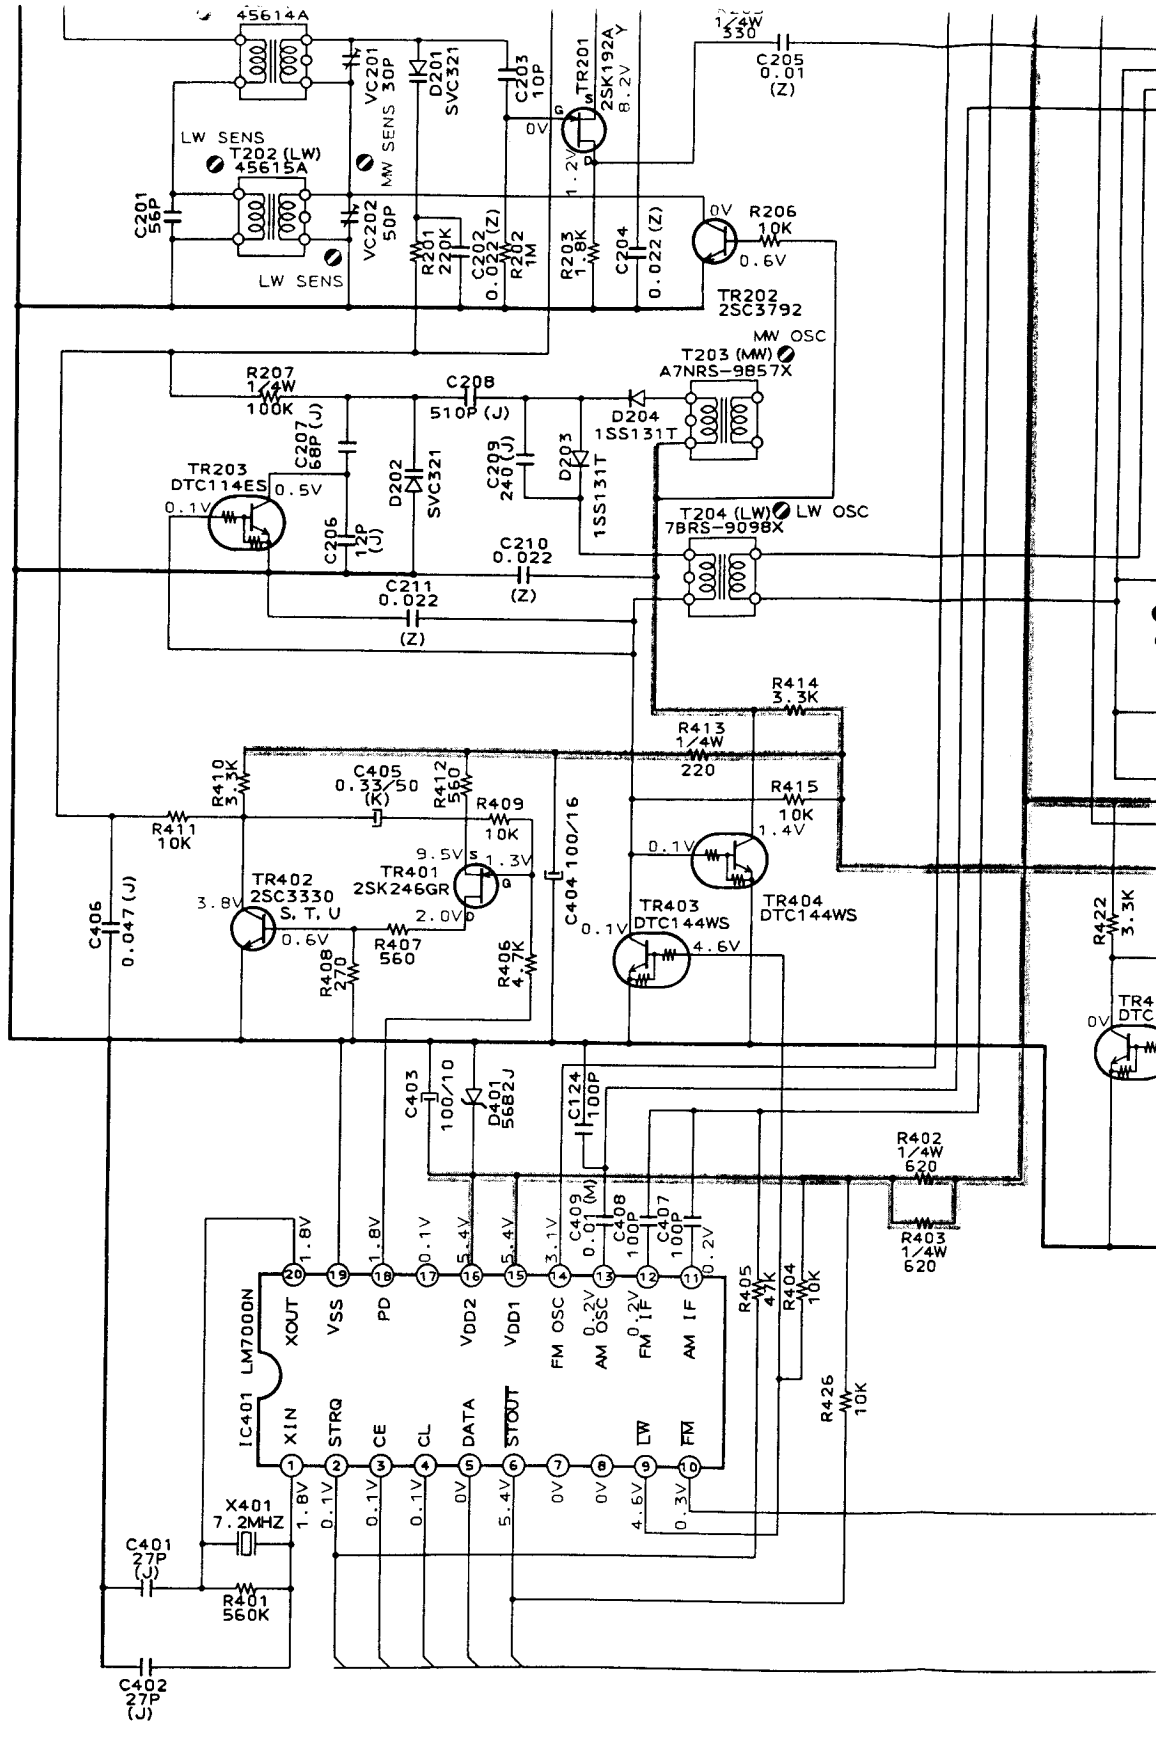 45614A
1/4W
330
C205
0.01
(Z)
VC201
30P
D201
SVC321
C203
10P
TR201
2SK192A
Y
8.2V
S
G
0V
1.2V
D
LW SENS
T202 (LW)
45615A
MW SENS
C201
56P
VC202
50P
LW SENS
R201
220K
C202
0.022 (Z)
R202
1M
R203
1.8K
C204
0.022 (Z)
0V
R206
10K
0.6V
TR202
2SC3792
MW OSC
T203 (MW)
A7NRS-9857X
R207
1/4W
100K
C208
510P (J)
D204
1SS131T
C207
68P (J)
D202
SVC321
C209
240 (J)
D203
1SS131T
TR203
DTC114ES
0.1V
0.5V
C206
12P
(J)
T204 (LW)
LW OSC
7BRS-9098X
C210
0.022
(Z)
C211
0.022
(Z)
R414
3.3K
R413
1/4W
220
R410
3.3K
C405
0.33/50
(K)
R412
560
R409
10K
R415
10K
R411
10K
C404 100/16
1.4V
0.1V
9.5V
S
1.3V
G
TR401
2SK246GR
2.0V
D
TR402
2SC3330
S, T, U
3.8V
0.6V
C406
0.047 (J)
R407
560
R408
270
R406
4.7K
TR404
DTC144WS
TR403
DTC144WS
0.1V
4.6V
R422
3.3K
TR4
DTC
0V
C403
100/10
D401
56B2J
C124
100P
R402
1/4W
620
R403
1/4W
620
C409
0.01 (M)
C408
100P
C407
100P
R405
47K
R404
10K
R426
10K
1.8V
1.8V
0.1V
5.4V
5.4V
3.1V
0.2V
0.2V
0.2V
20
19
18
17
16
15
14
13
12
11
XOUT
VSS
PD
VDD2
VDD1
FM OSC
AM OSC
FM IF
AM IF
IC401 LM7000N
XIN
STRQ
CE
CL
DATA
STOUT
LW
FM
1
2
3
4
5
6
7
8
9
10
1.8V
0.1V
0.1V
0.1V
0V
5.4V
0V
0V
4.6V
0.3V
X401
7.2MHZ
C401
27P
(J)
R401
560K
C402
27P
(J)